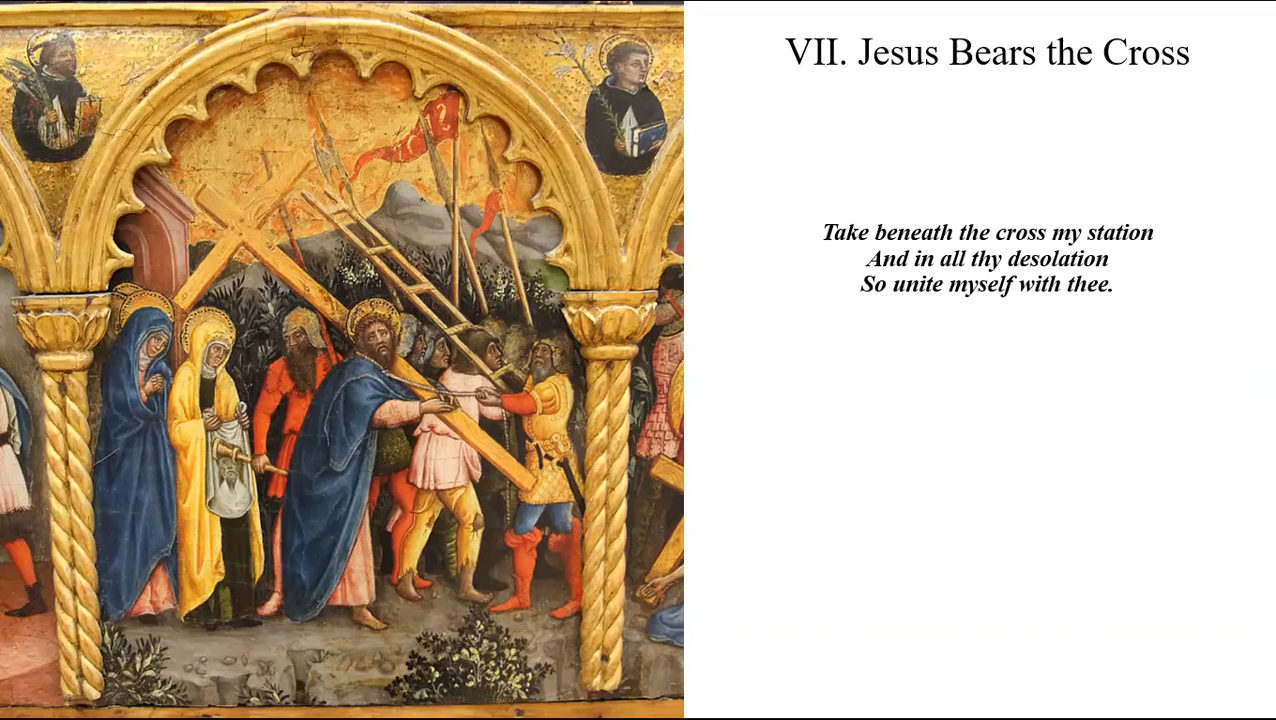 VII. Jesus Bears the Cross
Take beneath the cross my station
And in all thy desolation
So unite myself with thee.